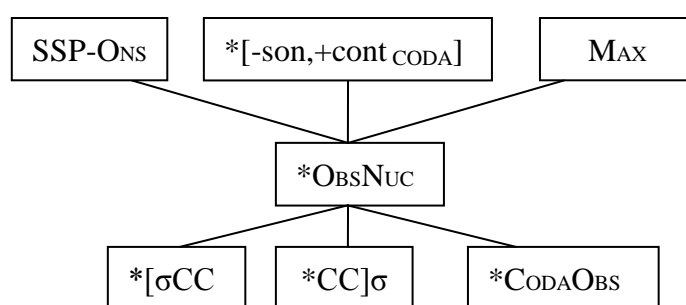 SSP-ONS *[-son,+cont CODA] MAX
*OBSNUC
*[σCC *CC]σ *CODAOBS